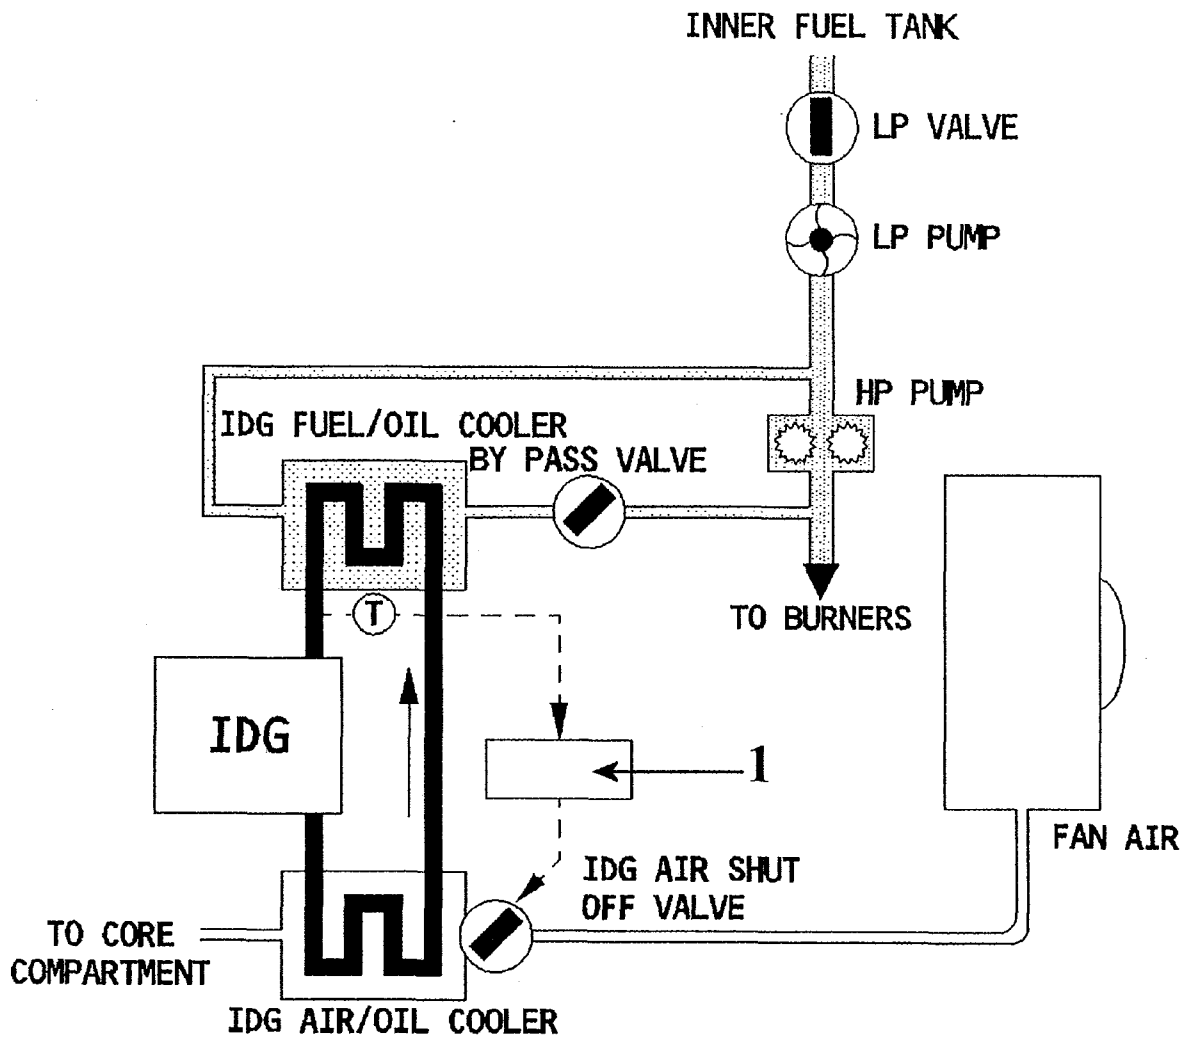 INNER FUEL TANK
LP VALVE
LP PUMP
HP PUMP
IDG FUEL/OIL COOLER
BY PASS VALVE
TO BURNERS
T
IDG
1
FAN AIR
IDG AIR SHUT
OFF VALVE
TO CORE
COMPARTMENT
IDG AIR/OIL COOLER